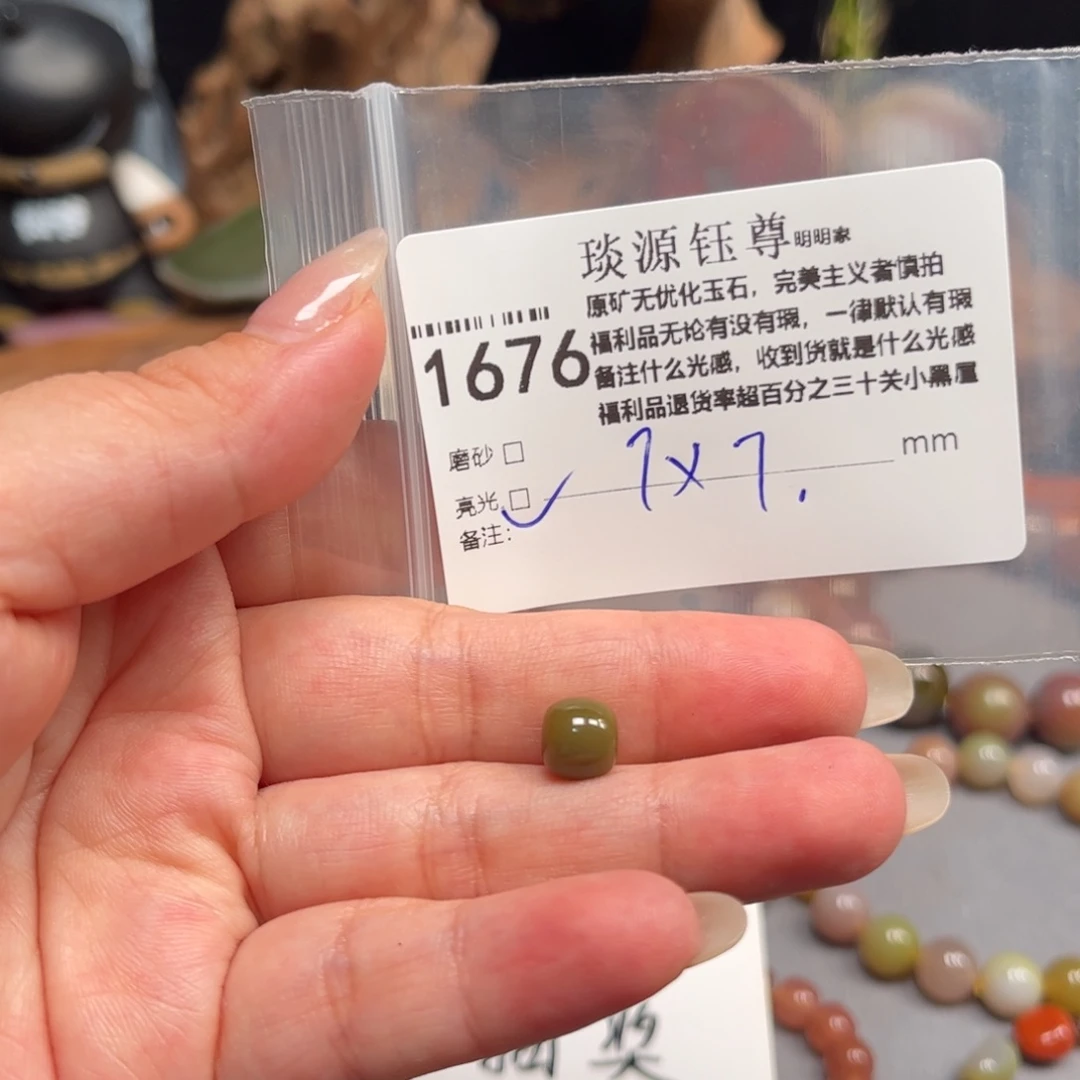 琰源钰尊明明家
原矿无优化玉石，完美主义者慎拍
1676
福利品无论有没有瑕，一律默认有瑕
备注什么光感，收到货就是什么光感
福利品退货率超百分之三十关小黑屋
磨砂 □
7x7. mm
亮光 □
备注：
抽奖